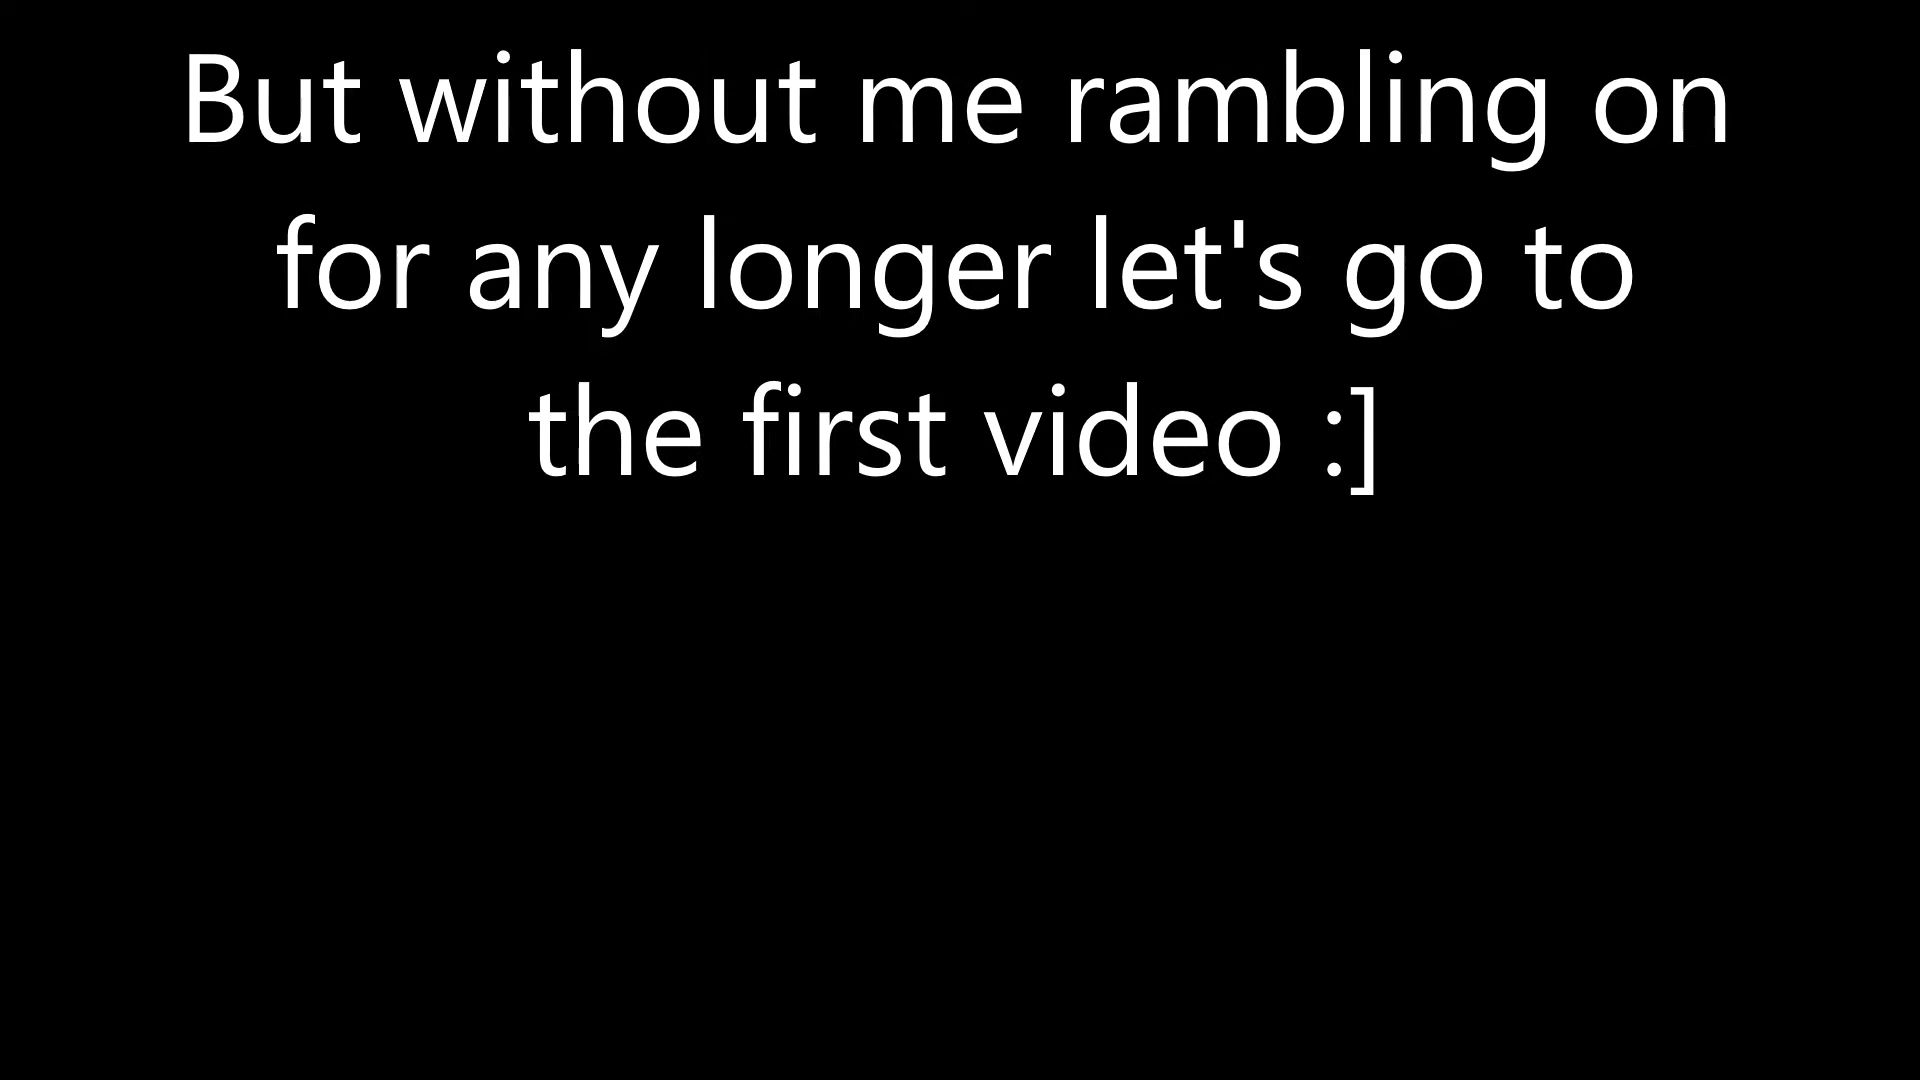 But without me rambling on
for any longer let's go to
the first video :]